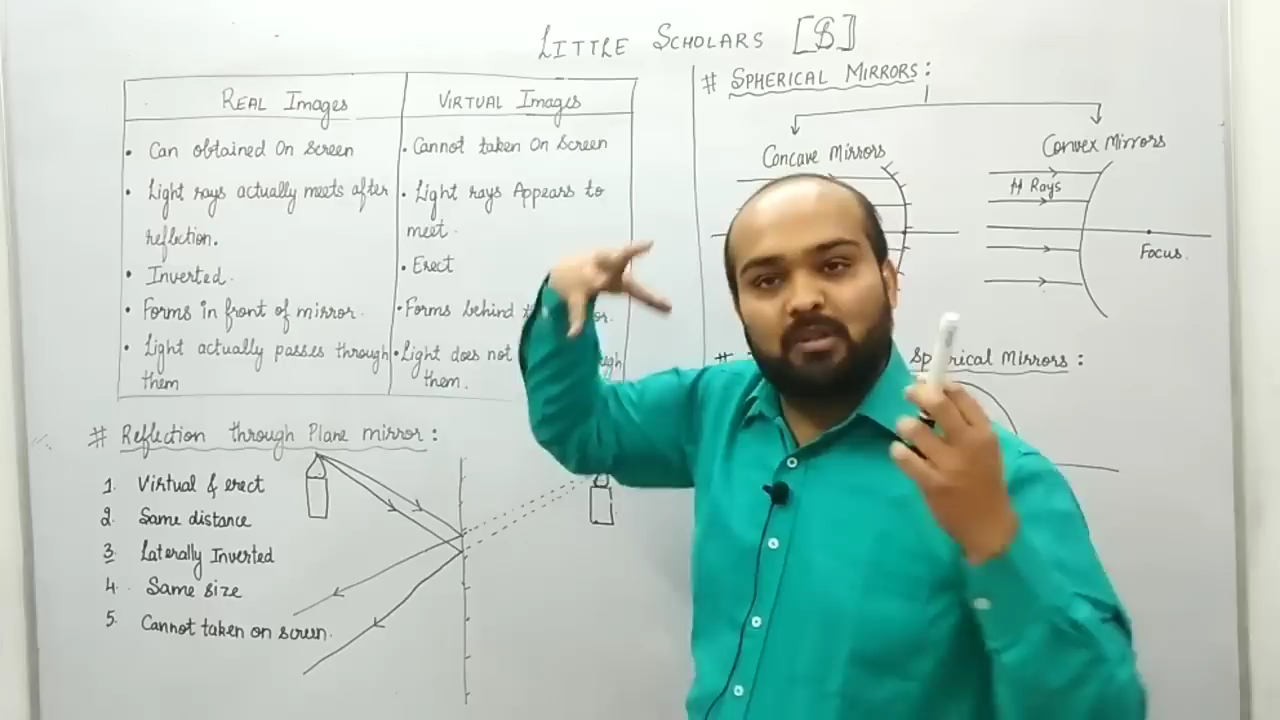 LITTLE SCHOLARS [$]
REAL Images
VIRTUAL Images
• Can obtained On Screen
• Cannot taken On Screen
• Light rays actually meets after
reflection.
• Light rays Appears to
meet.
• Inverted.
• Erect
• Forms in front of mirror.
• Forms behind
• Light actually passes through
them
• Light does not
them.
# SPHERICAL MIRRORS:
Concave Mirrors
Convex Mirrors
Rays
Focus.
Mirrors:
# Reflection through Plane mirror:
1. Virtual & erect
2. Same distance
3. Laterally Inverted
4. Same size
5. Cannot taken on screen.